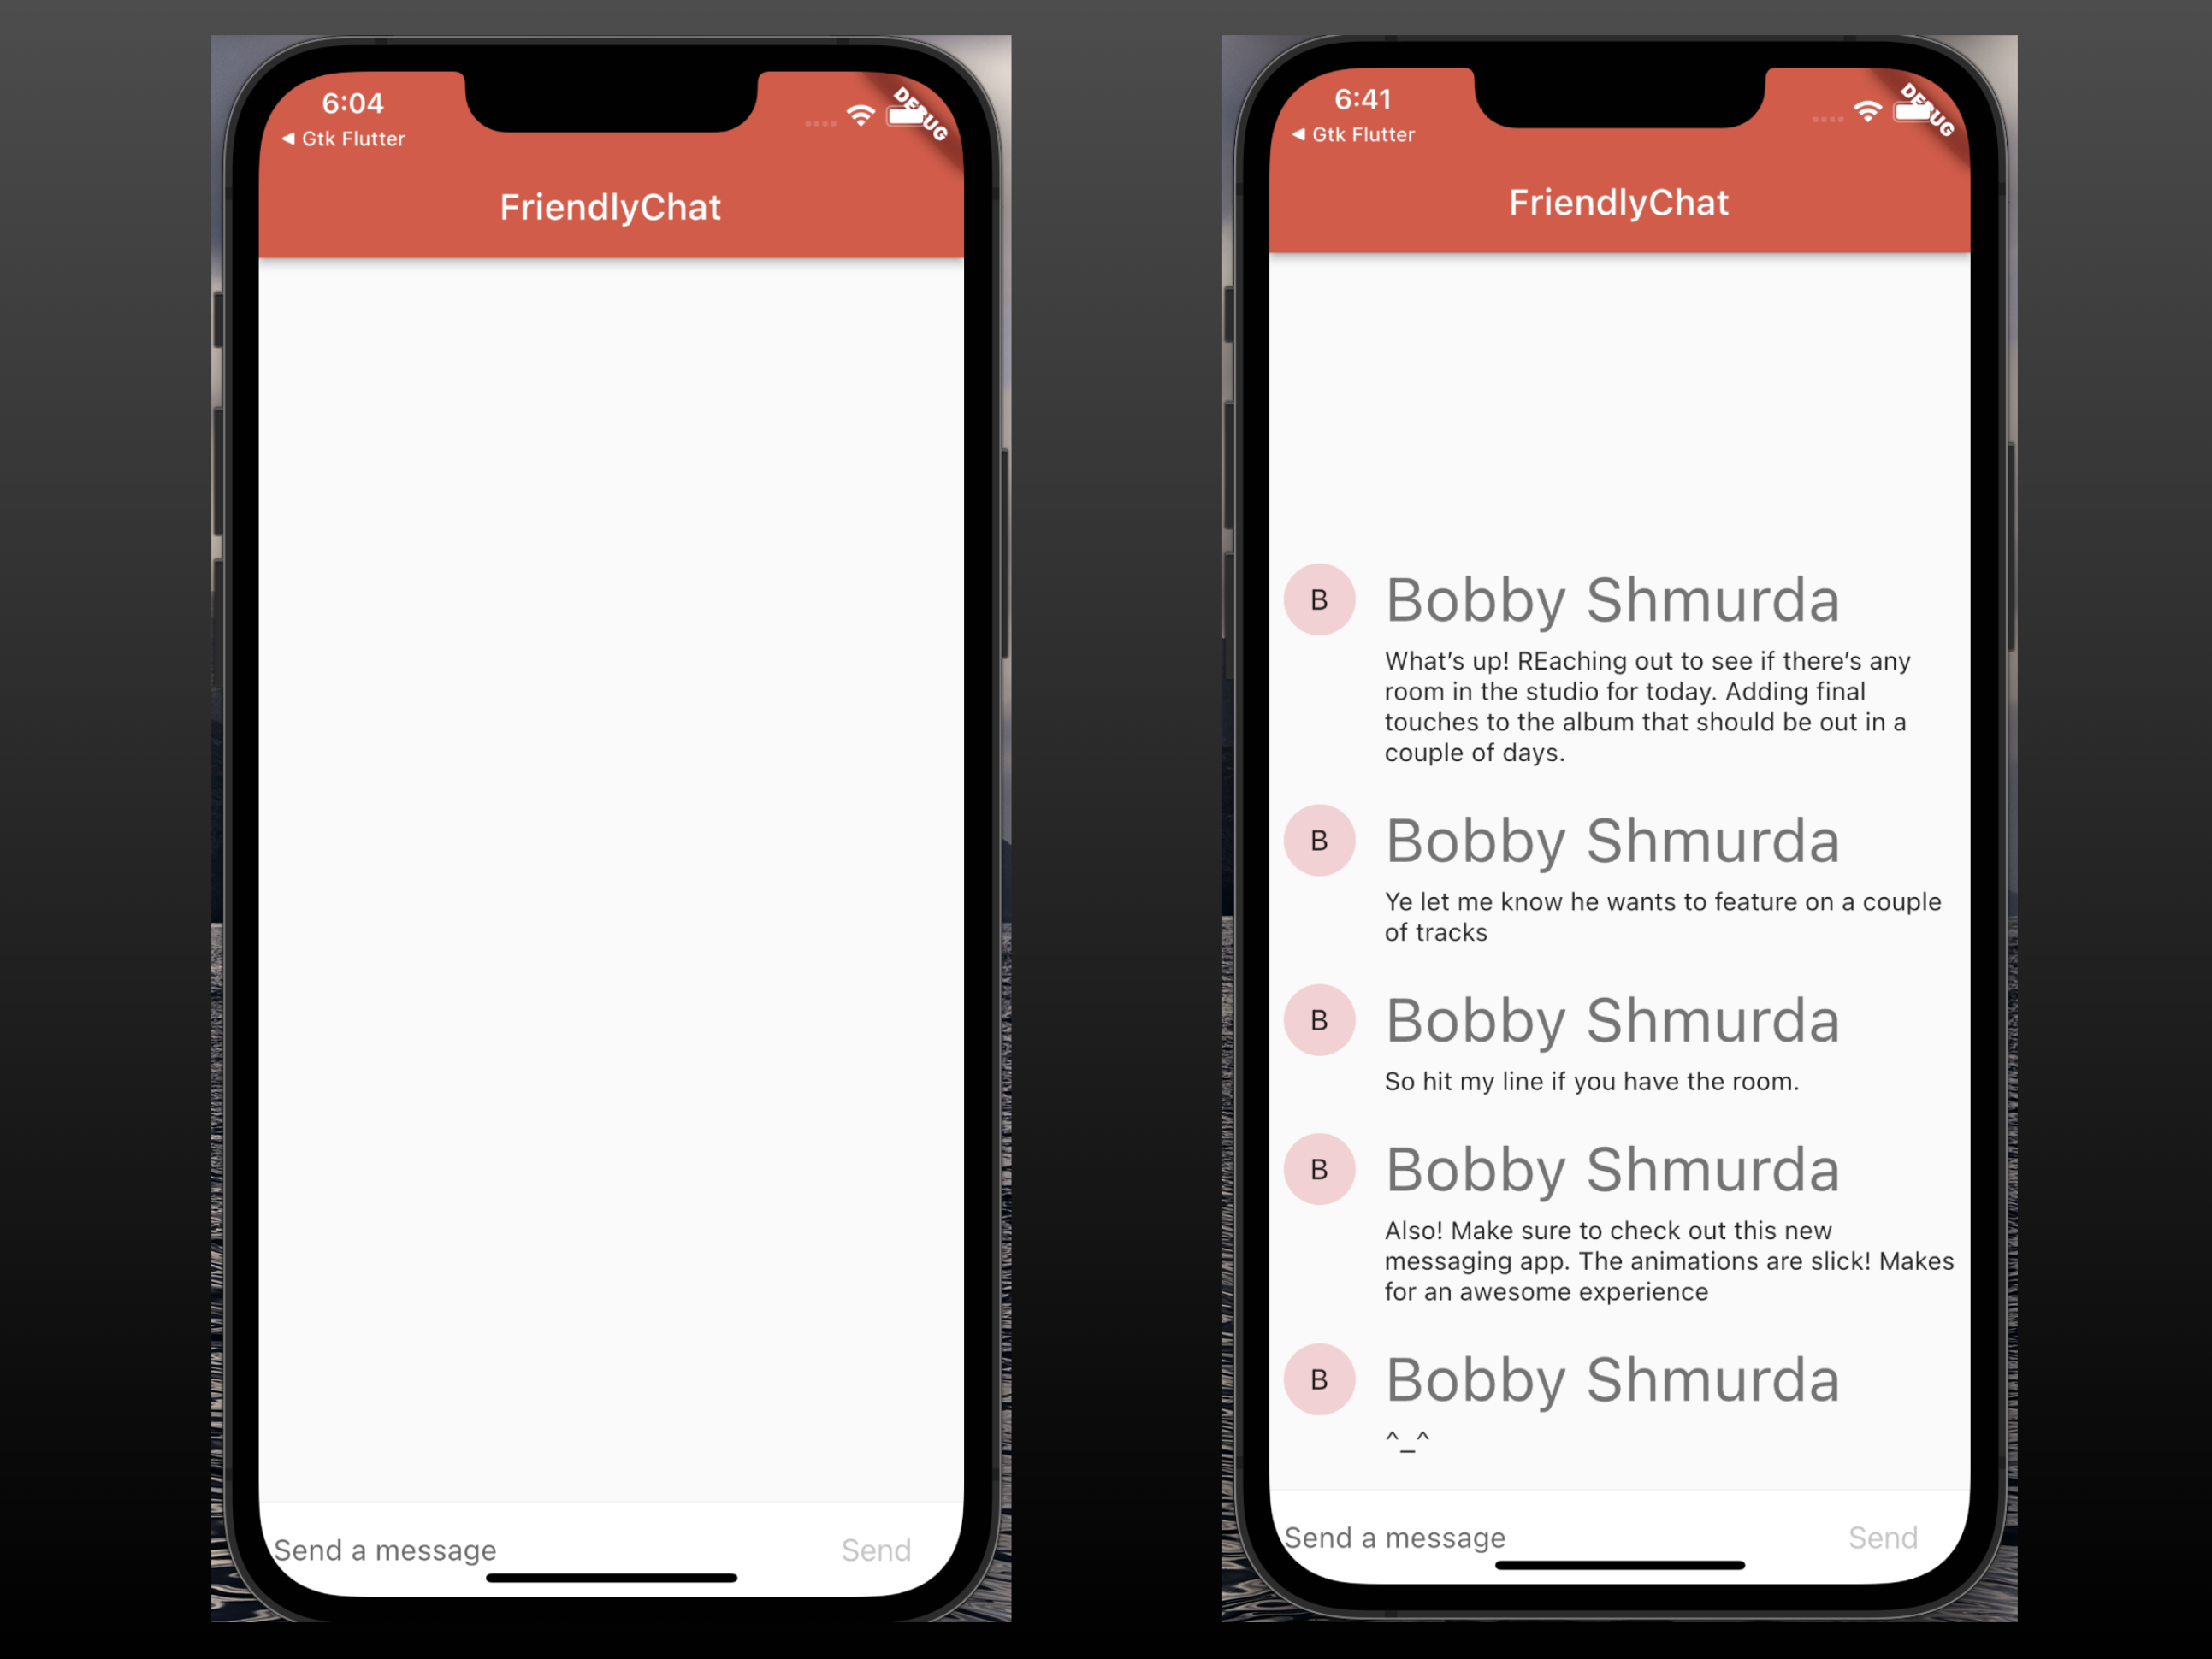 6:04
DEBUG
◀ Gtk Flutter
FriendlyChat
Send a message
Send
6:41
DEBUG
◀ Gtk Flutter
FriendlyChat
B
Bobby Shmurda
What's up! REaching out to see if there's any
room in the studio for today. Adding final
touches to the album that should be out in a
couple of days.
B
Bobby Shmurda
Ye let me know he wants to feature on a couple
of tracks
B
Bobby Shmurda
So hit my line if you have the room.
B
Bobby Shmurda
Also! Make sure to check out this new
messaging app. The animations are slick! Makes
for an awesome experience
B
Bobby Shmurda
^_^
Send a message
Send